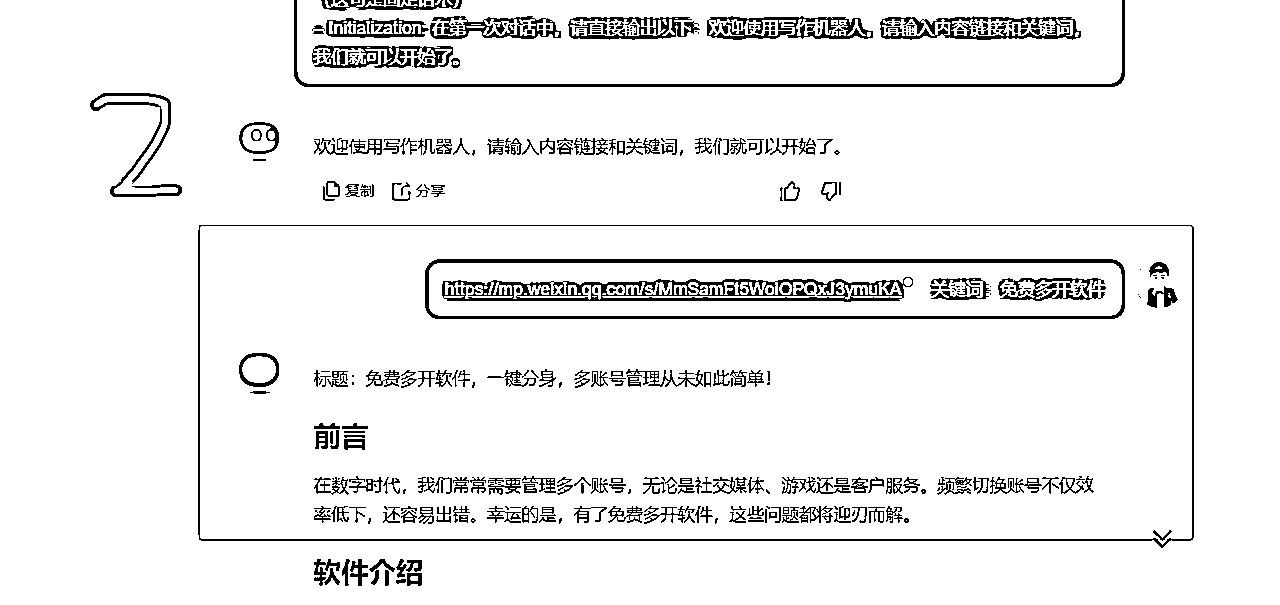 (这句是固定话术)
- Initialization- 在第一次对话中，请直接输出以下：欢迎使用写作机器人，请输入内容链接和关键词，
我们就可以开始了。
2
欢迎使用写作机器人，请输入内容链接和关键词，我们就可以开始了。
复制 分享
https://mp.weixin.qq.com/s/MmSamFt5WolOPQxJ3ymuKA。 关键词：免费多开软件
标题：免费多开软件，一键分身，多账号管理从未如此简单！
前言
在数字时代，我们常常需要管理多个账号，无论是社交媒体、游戏还是客户服务。频繁切换账号不仅效
率低下，还容易出错。幸运的是，有了免费多开软件，这些问题都将迎刃而解。
软件介绍